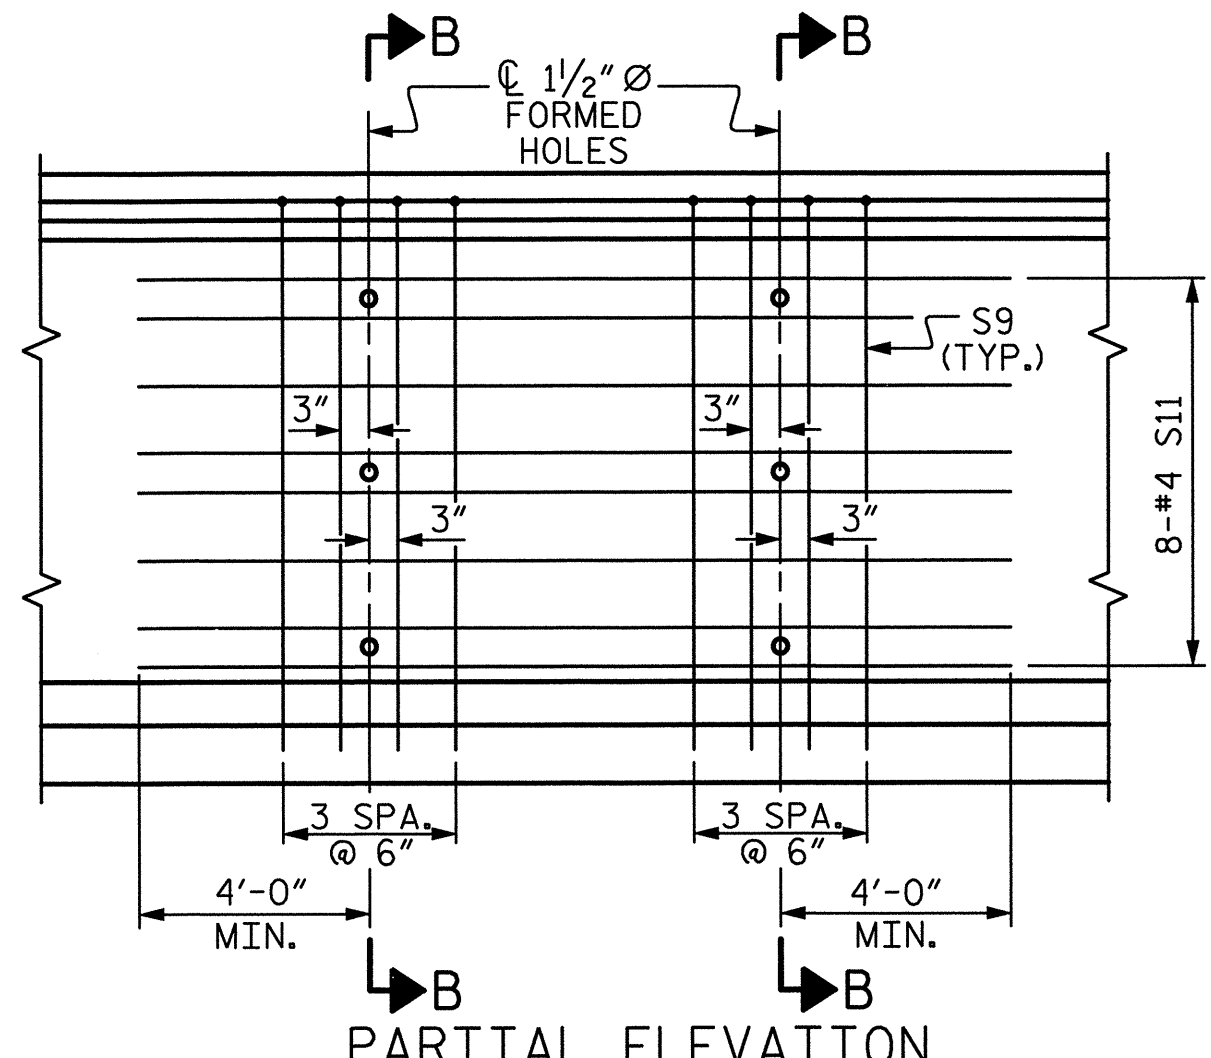 B
B
℄ 1½" Ø
FORMED
HOLES
S9
(TYP.)
3"
3"
8-#4 S11
3"
3"
3 SPA.
@ 6"
3 SPA.
@ 6"
4'-0"
MIN.
4'-0"
MIN.
B
B
PARTIAL ELEVATION